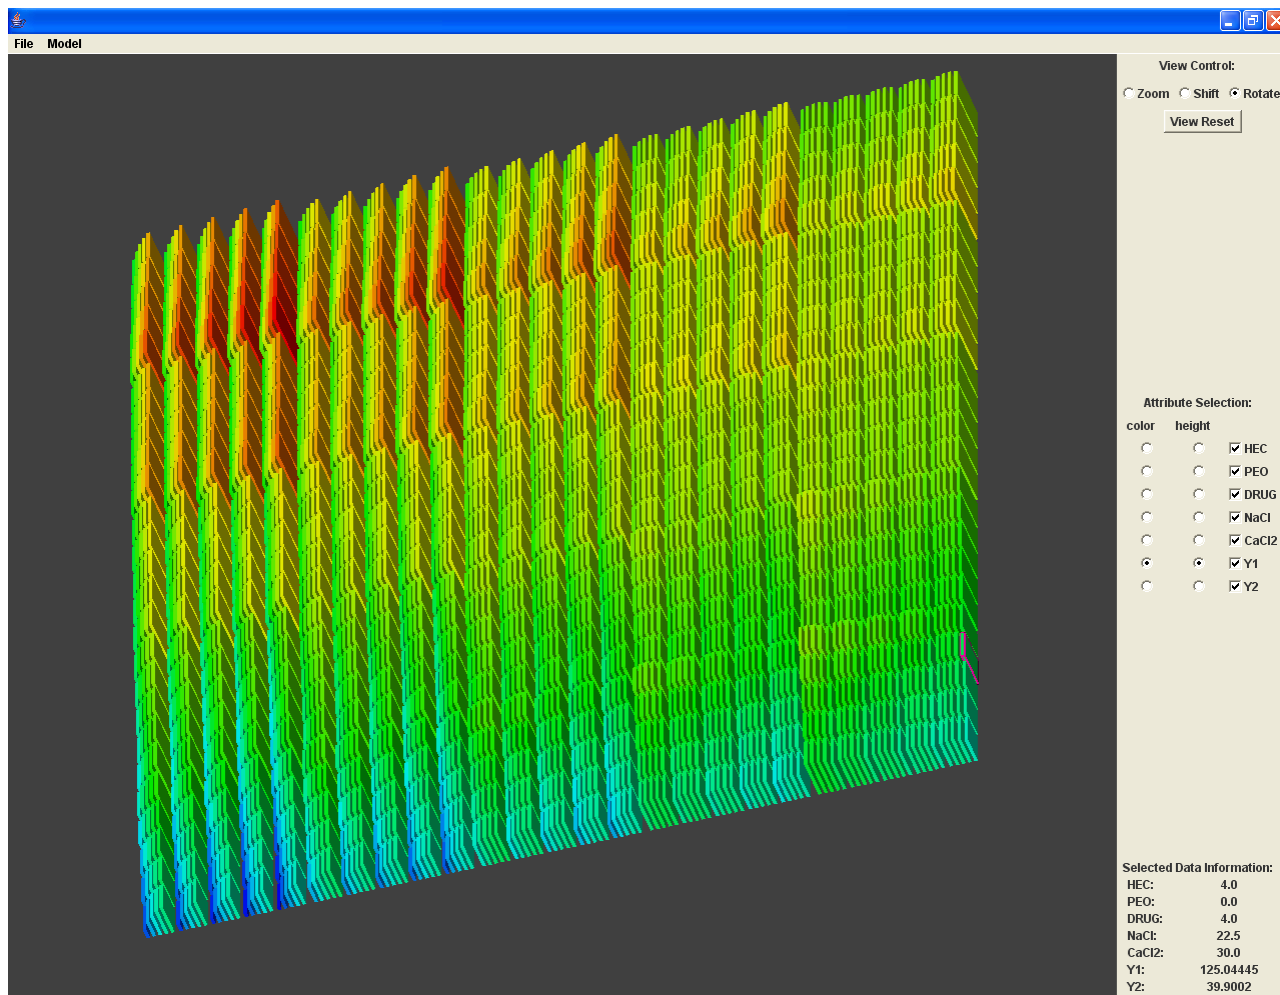 File Model
View Control:
Zoom Shift Rotate
View Reset
Attribute Selection:
color height
HEC
PEO
DRUG
NaCl
CaCl2
Y1
Y2
Selected Data Information:
HEC: 4.0
PEO: 0.0
DRUG: 4.0
NaCl: 22.5
CaCl2: 30.0
Y1: 125.04445
Y2: 39.9002